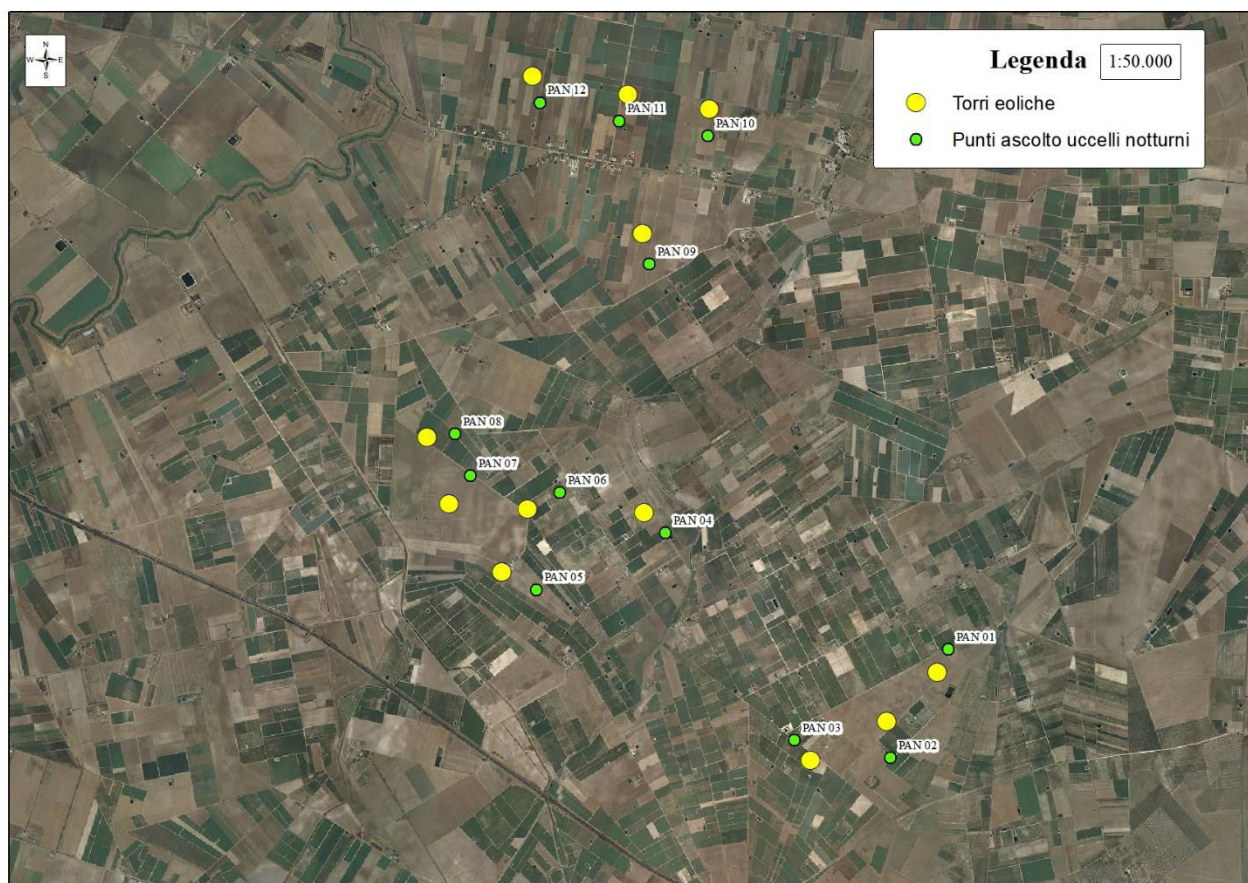 N
W E
S
Legenda 1:50.000
Torri eoliche
Punti ascolto uccelli notturni
PAN 12
PAN 11
PAN 10
PAN 09
PAN 08
PAN 07
PAN 06
PAN 04
PAN 05
PAN 01
PAN 03
PAN 02